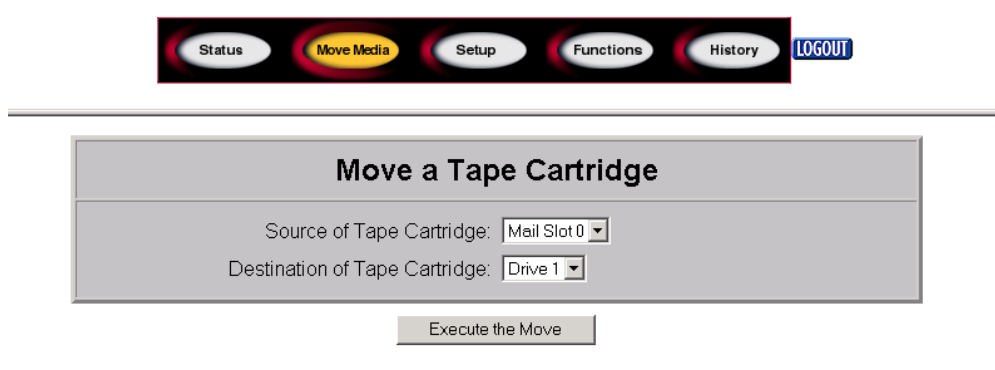 Status Move Media Setup Functions History LOGOUT
Move a Tape Cartridge
Source of Tape Cartridge: Mail Slot 0
Destination of Tape Cartridge: Drive 1
Execute the Move